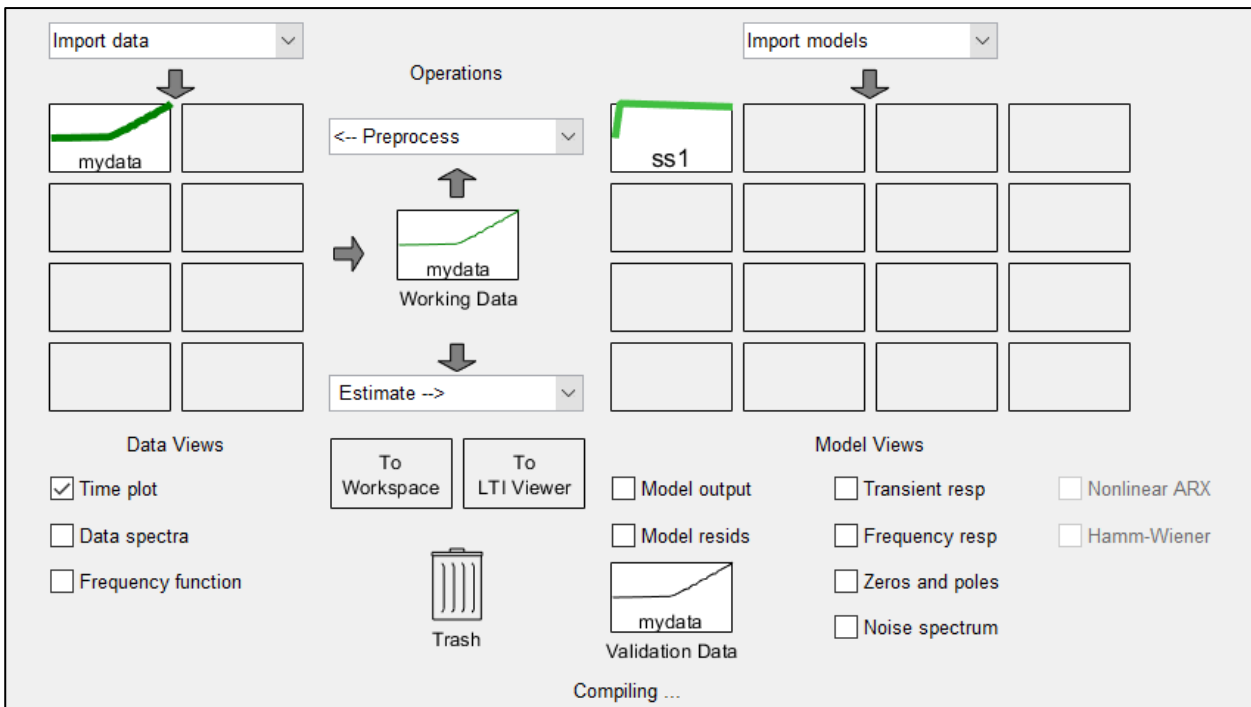 Import data
Import models
Operations
<-- Preprocess
mydata
ss1
mydata
Working Data
Estimate -->
Data Views
Model Views
To
Workspace
To
LTI Viewer
Time plot
Model output
Transient resp
Nonlinear ARX
Data spectra
Model resids
Frequency resp
Hamm-Wiener
Frequency function
Zeros and poles
mydata
Noise spectrum
Trash
Validation Data
Compiling ...